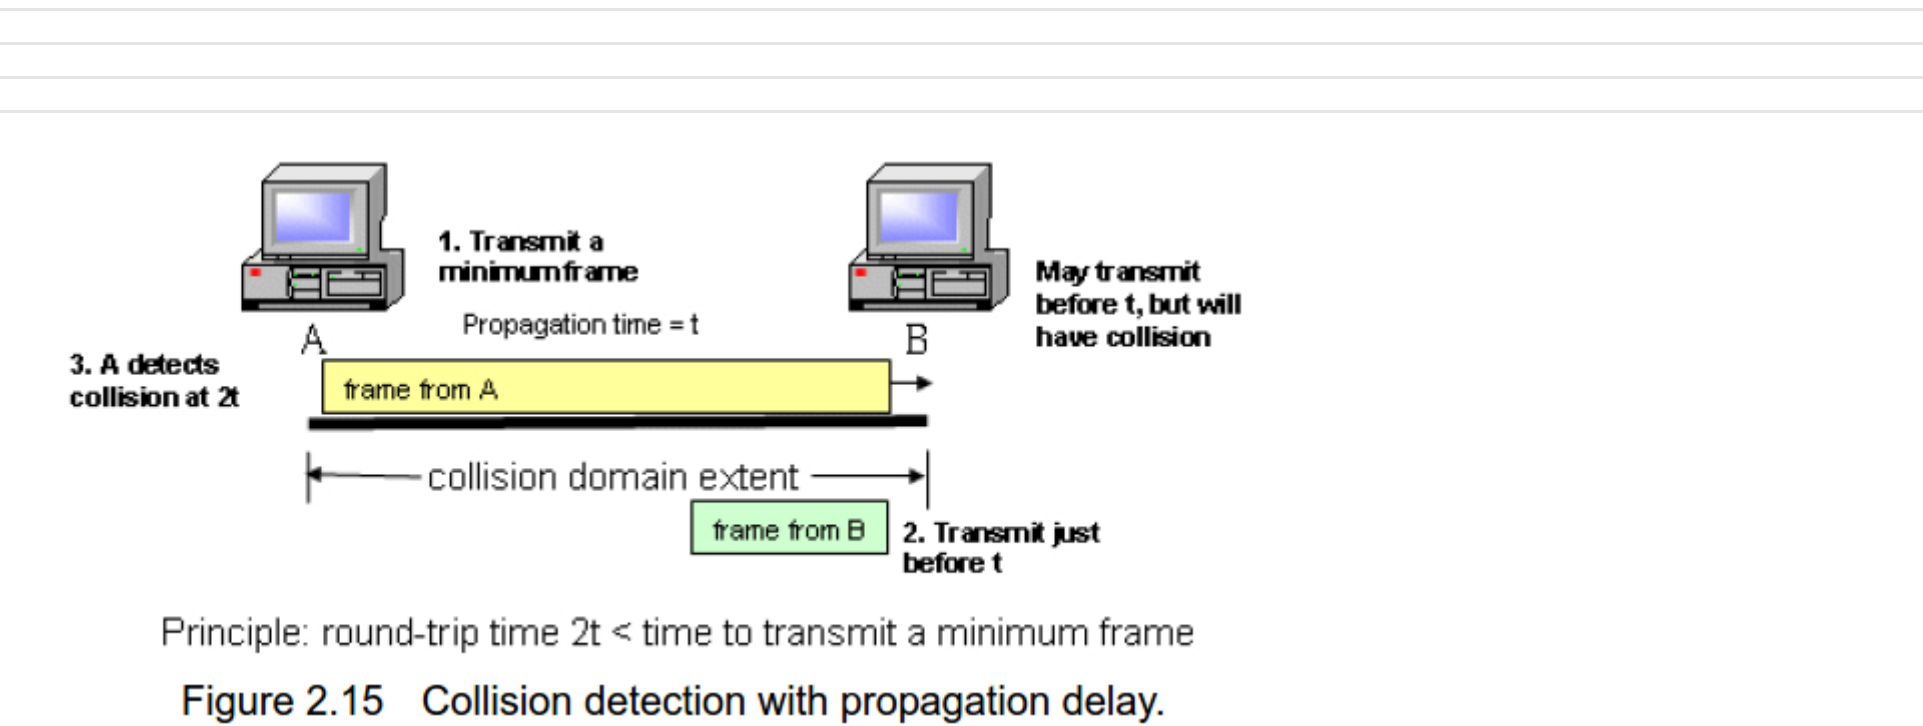 1. Transmit a
minimum frame
Propagation time = t
May transmit
before t, but will
have collision
A
B
3. A detects
collision at 2t
frame from A
collision domain extent
frame from B
2. Transmit just
before t
Principle: round-trip time 2t < time to transmit a minimum frame
Figure 2.15 Collision detection with propagation delay.